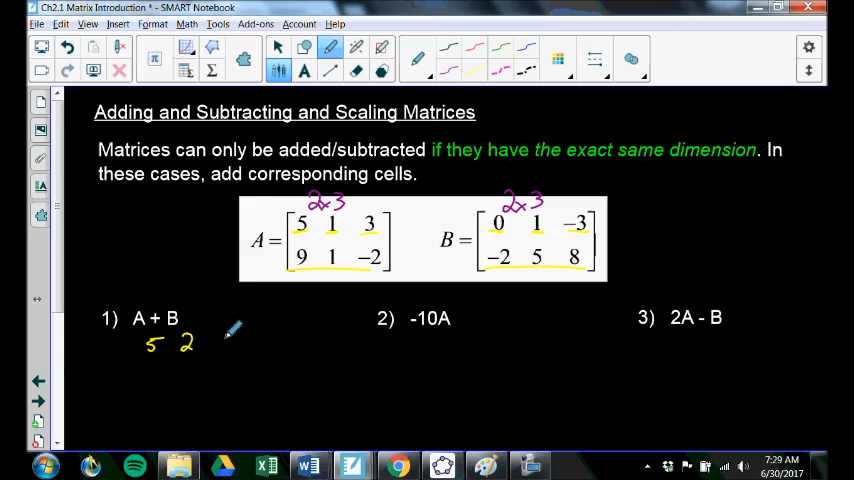 Ch2.1 Matrix Introduction * - SMART Notebook
File Edit View Insert Format Math Tools Add-ons Account Help
Adding and Subtracting and Scaling Matrices
Matrices can only be added/subtracted if they have the exact same dimension. In
these cases, add corresponding cells.
2x3 2x3
A = [5 1 3 B = [0 1 -3
9 1 -2] -2 5 8]
1) A + B 2) -10A 3) 2A - B
5 2
7:29 AM
6/30/2017